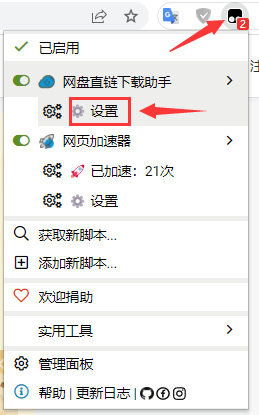 2
已启用
网盘直链下载助手
设置
网页加速器
已加速：21次
设置
获取新脚本...
添加新脚本...
欢迎捐助
实用工具
管理面板
帮助 | 更新日志 |
注